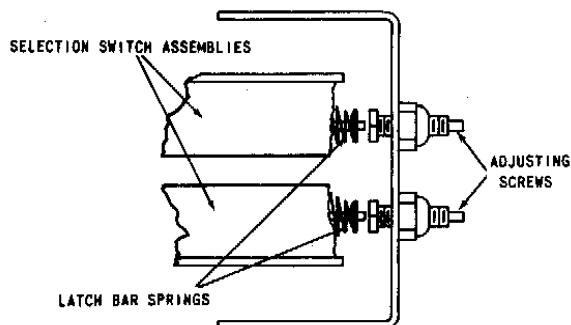 SELECTION SWITCH ASSEMBLIES
ADJUSTING
SCREWS
LATCH BAR SPRINGS